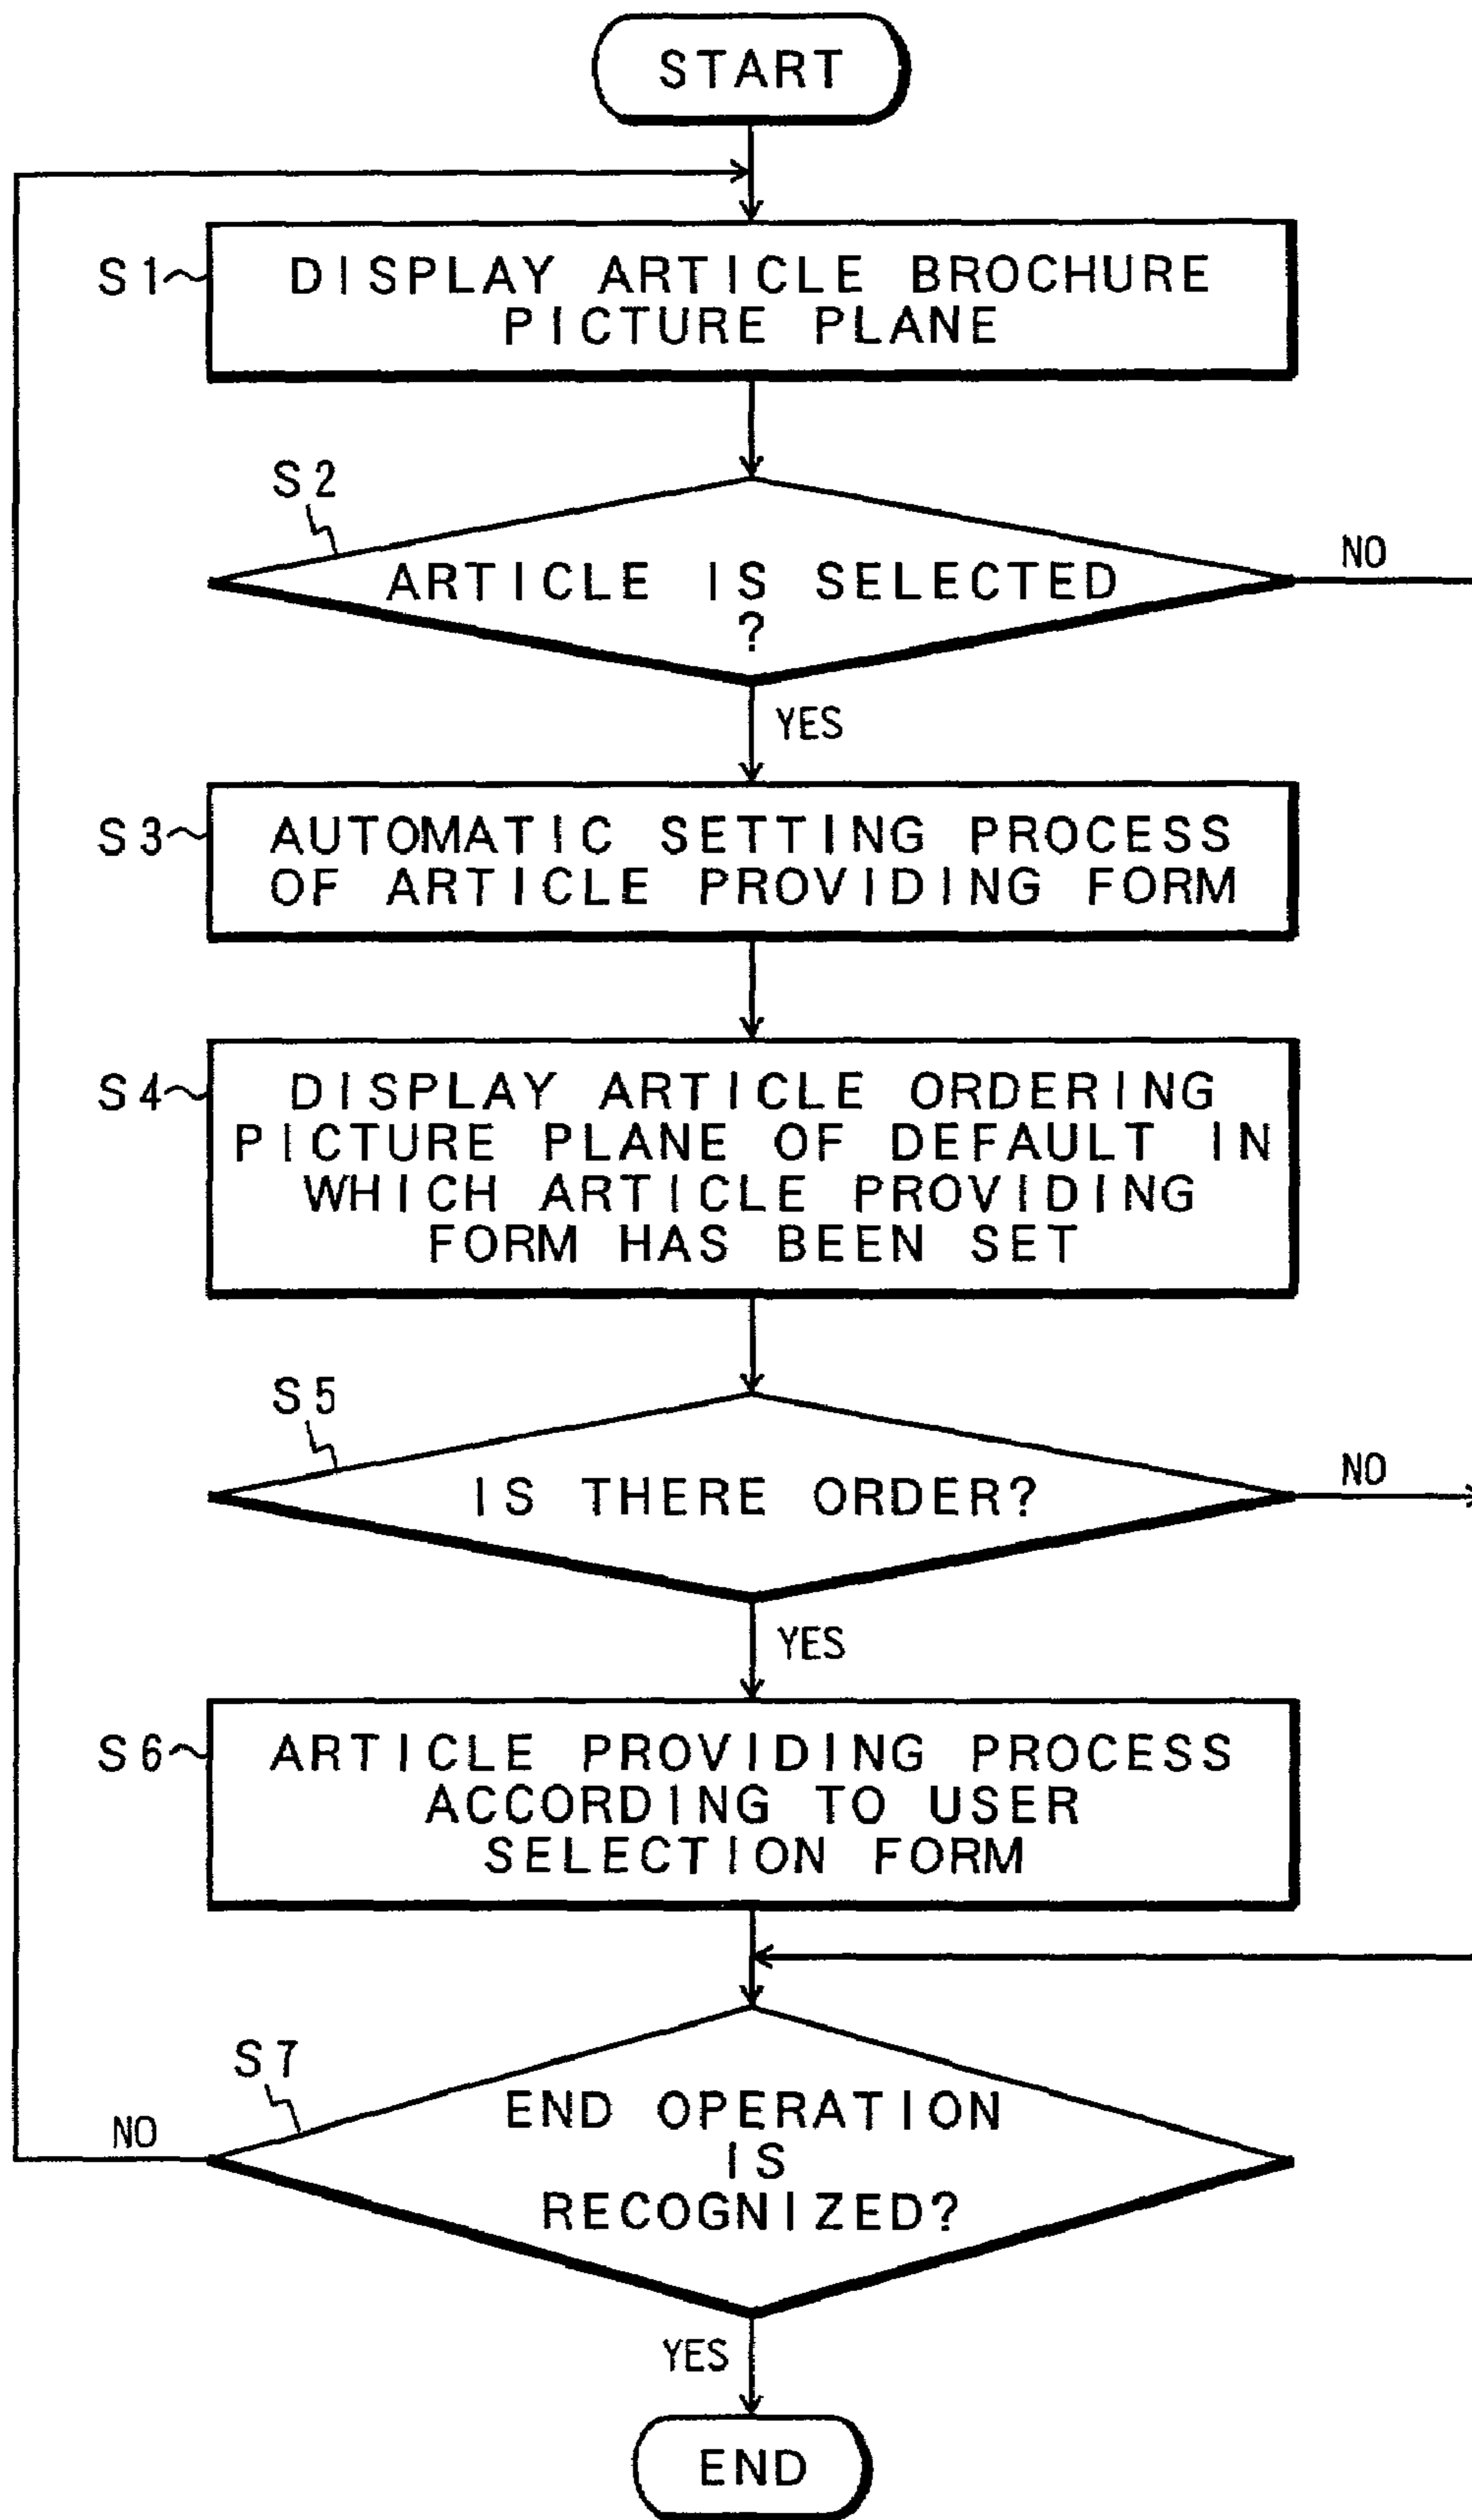 START
S1
DISPLAY ARTICLE BROCHURE
PICTURE PLANE
S2
ARTICLE IS SELECTED
?
NO
YES
S3
AUTOMATIC SETTING PROCESS
OF ARTICLE PROVIDING FORM
S4
DISPLAY ARTICLE ORDERING
PICTURE PLANE OF DEFAULT IN
WHICH ARTICLE PROVIDING
FORM HAS BEEN SET
S5
IS THERE ORDER?
NO
YES
S6
ARTICLE PROVIDING PROCESS
ACCORDING TO USER
SELECTION FORM
S7
END OPERATION
IS
RECOGNIZED?
NO
YES
END